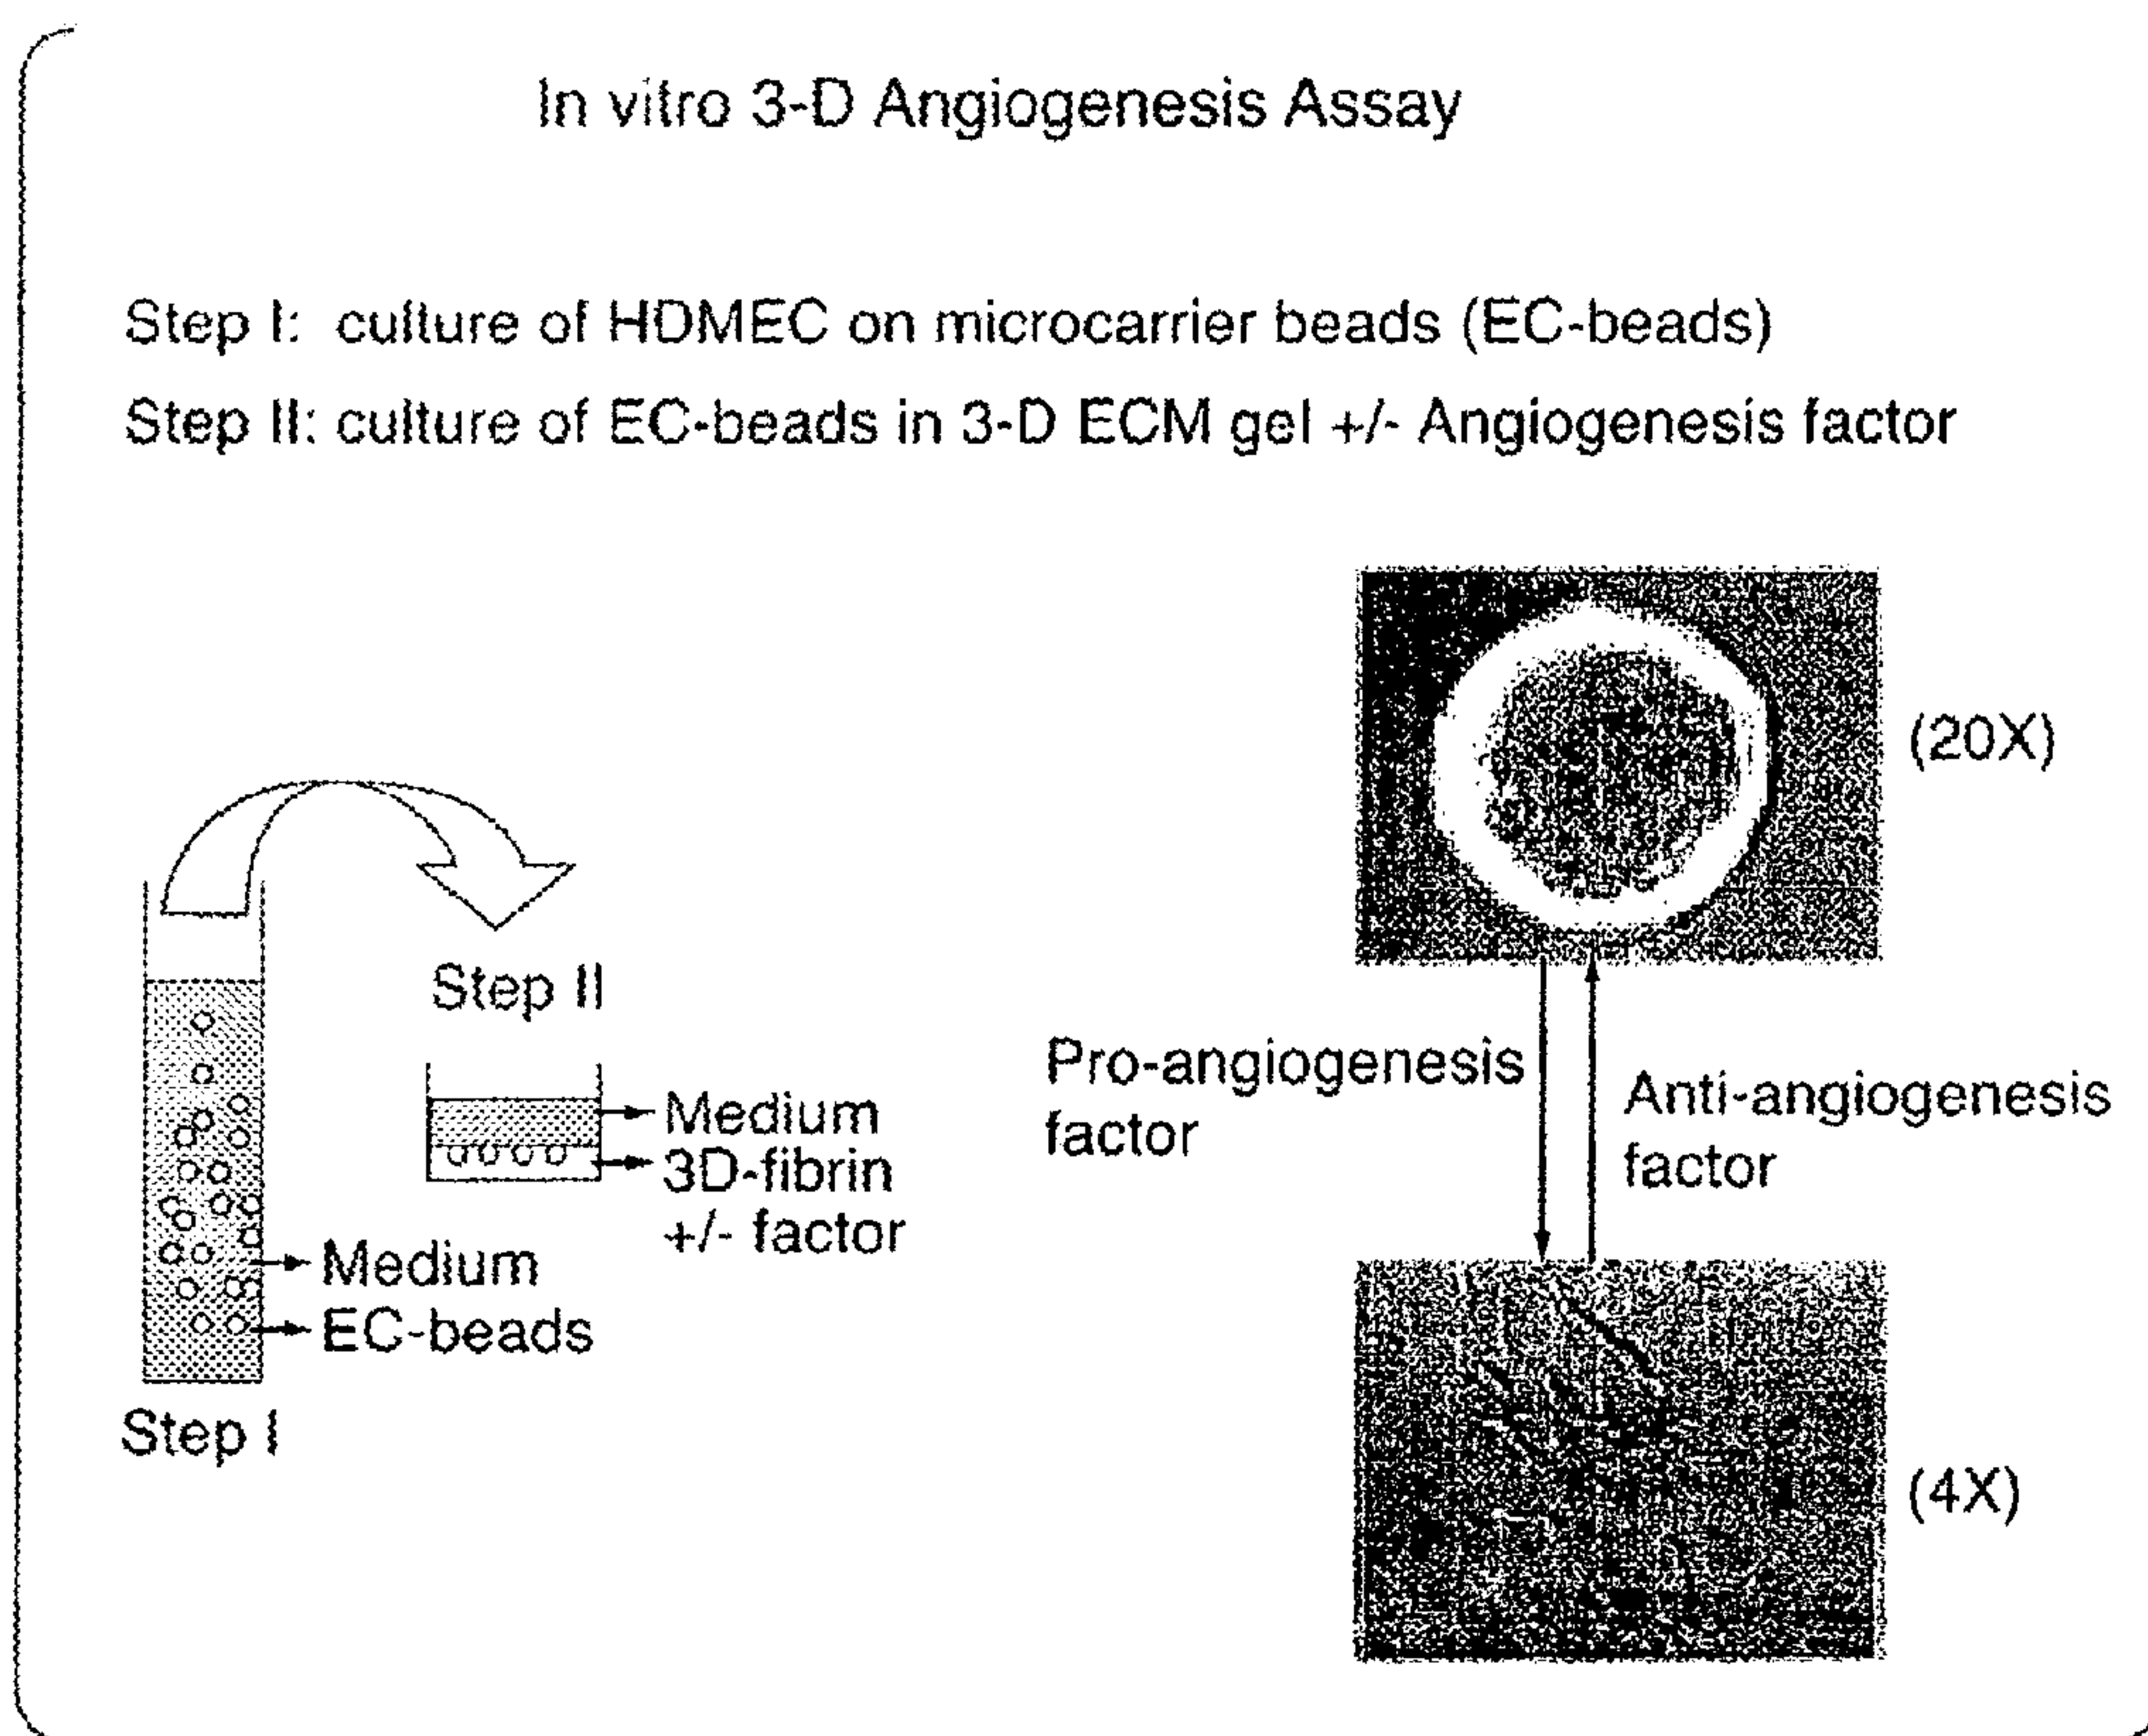 In vitro 3-D Angiogenesis Assay
Step I: culture of HDMEC on microcarrier beads (EC-beads)
Step II: culture of EC-beads in 3-D ECM gel +/- Angiogenesis factor
(20X)
Step II
Pro-angiogenesis
factor
Anti-angiogenesis
factor
Medium
3D-fibrin
+/- factor
Medium
EC-beads
Step I
(4X)